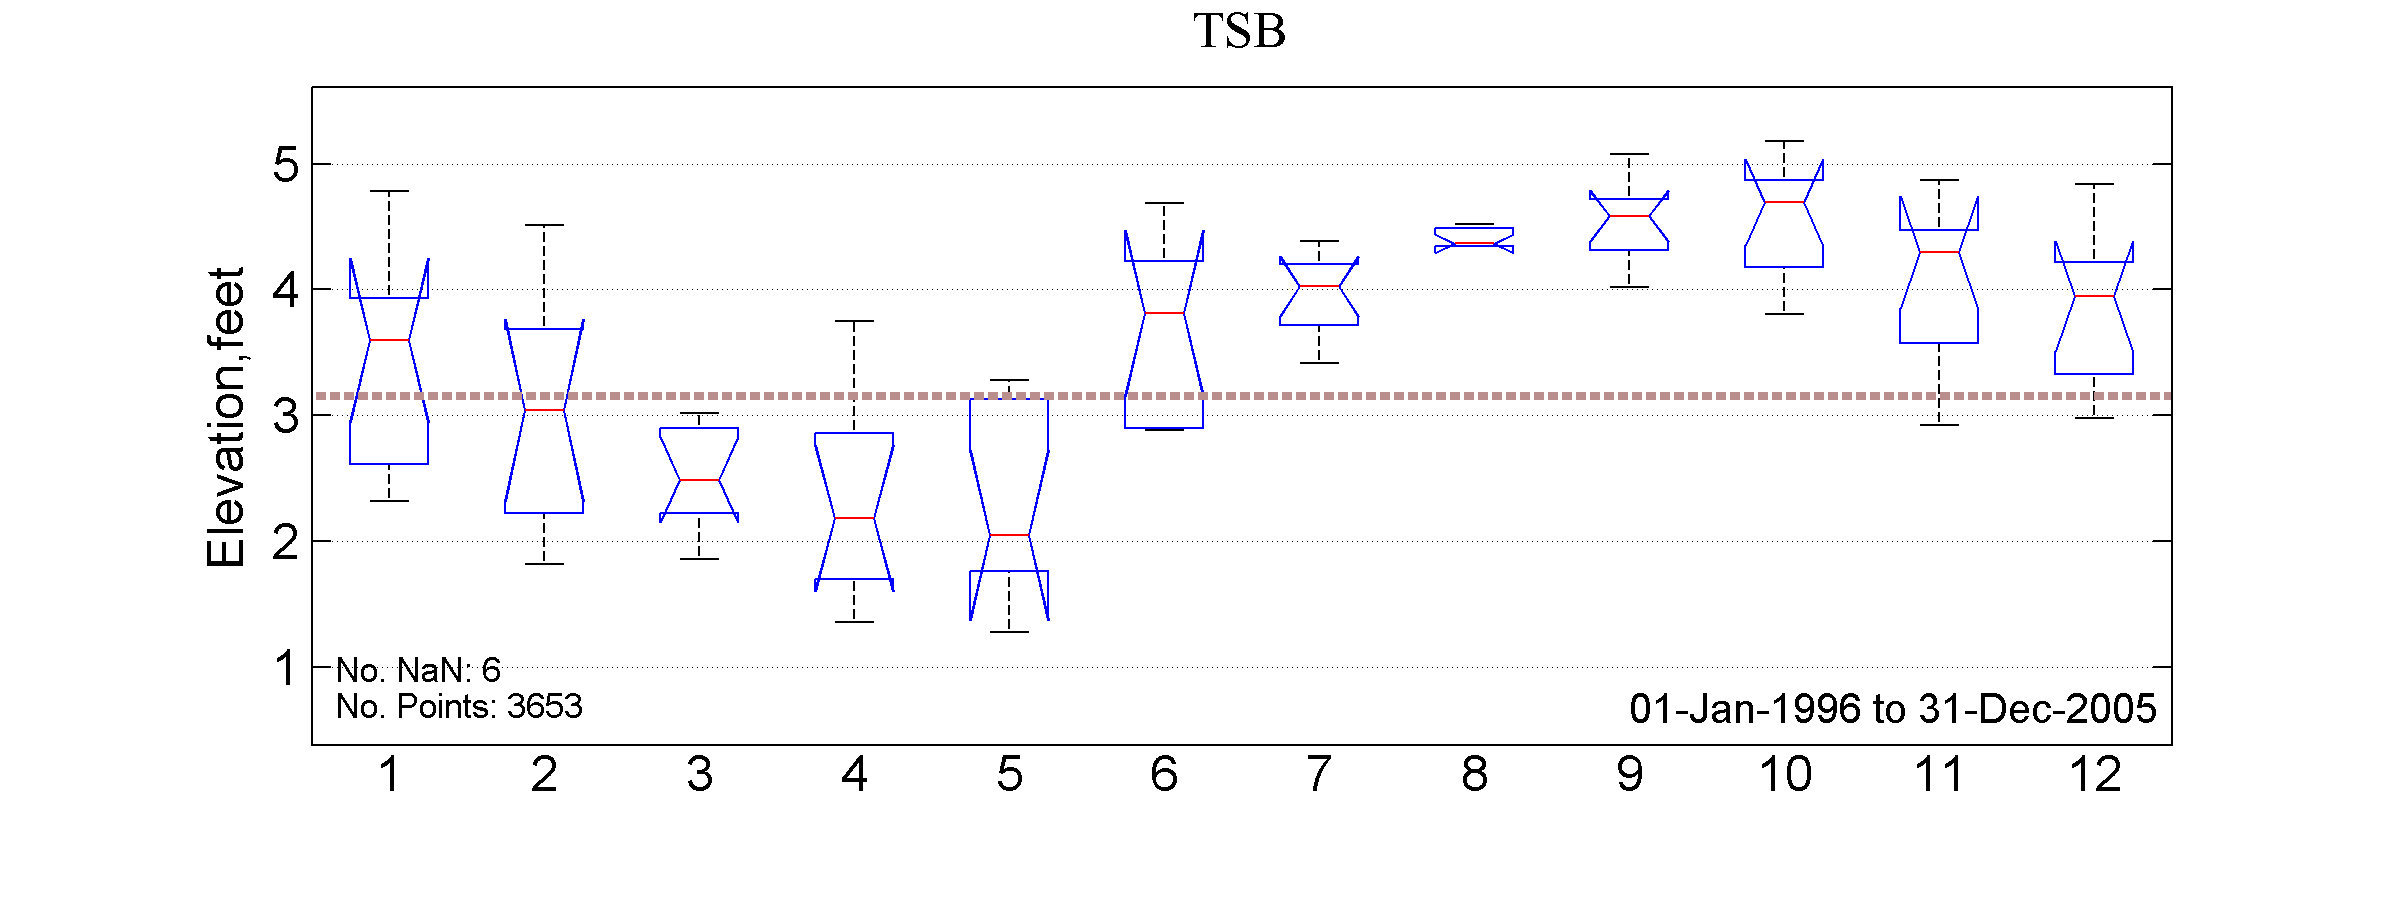 TSB
Elevation,feet
5
4
3
2
1
No. NaN: 6
No. Points: 3653
01-Jan-1996 to 31-Dec-2005
1 2 3 4 5 6 7 8 9 10 11 12